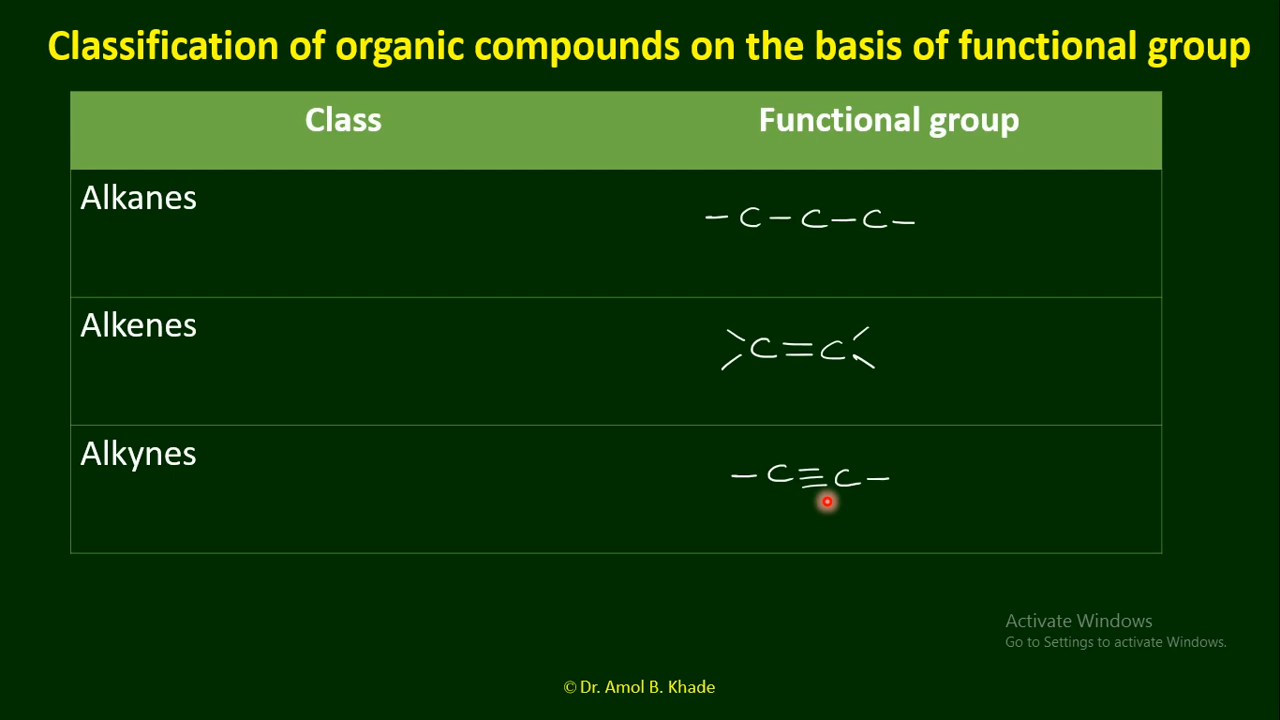 Classification of organic compounds on the basis of functional group
Class Functional group
Alkanes
– C – C – C –
Alkenes
>C=C<
Alkynes
– C≡C –
Activate Windows
Go to Settings to activate Windows.
© Dr. Amol B. Khade